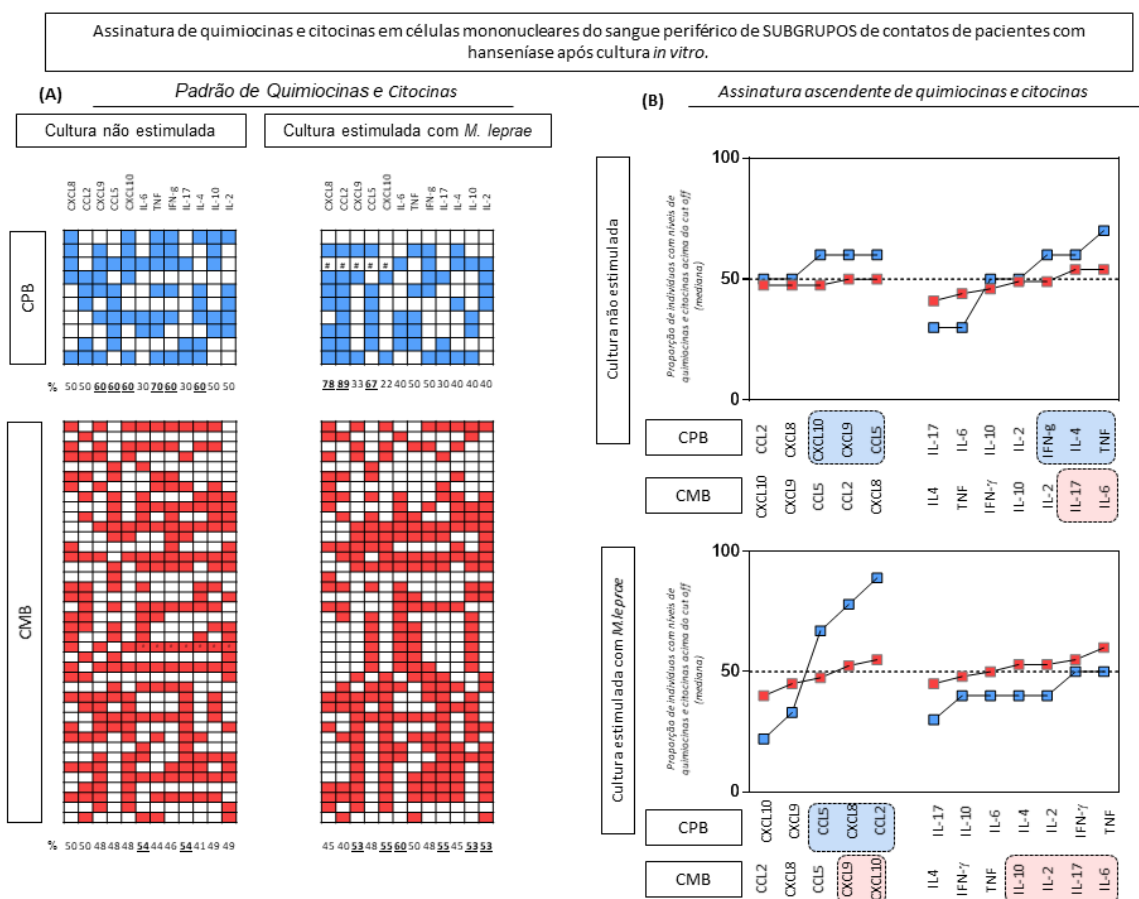 Assinatura de quimiocinas e citocinas em células mononucleares do sangue periférico de SUBGRUPOS de contatos de pacientes com
hanseníase após cultura in vitro.
(A)
Padrão de Quimiocinas e Citocinas
Cultura não estimulada
Cultura estimulada com M. leprae
CXCL8 CCL2 CXCL9 CCL5 CXCL10 IL-6 TNF IFN-g IL-17 IL-4 IL-10 IL-2
CXCL8 CCL2 CXCL9 CCL5 CXCL10 IL-6 TNF IFN-g IL-17 IL-4 IL-10 IL-2
CPB
# # # # #
% 50 50 60 60 60 30 70 60 30 60 50 50
78 89 33 67 22 40 50 50 30 40 40 40
CMB
% 50 50 48 48 48 54 44 46 54 41 49 49
45 40 53 48 55 60 50 48 55 45 53 53
(B)
Assinatura ascendente de quimiocinas e citocinas
Cultura não estimulada
Proporção de indivíduos com níveis de
quimiocinas e citocinas acima do cut off
(mediana)
100
50
0
CPB
CCL2 CXCL8 CXCL10 CXCL9 CCL5 IL-17 IL-6 IL-10 IL-2 IFN-g IL-4 TNF
CMB
CXCL10 CXCL9 CCL5 CCL2 CXCL8 IL4 TNF IFN-γ IL-10 IL-2 IL-17 IL-6
Cultura estimulada com M.leprae
Proporção de indivíduos com níveis de
quimiocinas e citocinas acima do cut off
(mediana)
100
50
0
CPB
CXCL10 CXCL9 CCL5 CXCL8 CCL2 IL-17 IL-10 IL-6 IL-4 IL-2 IFN-γ TNF
CMB
CCL2 CXCL8 CCL5 CXCL9 CXCL10 IL4 IFN-γ TNF IL-10 IL-2 IL-17 IL-6